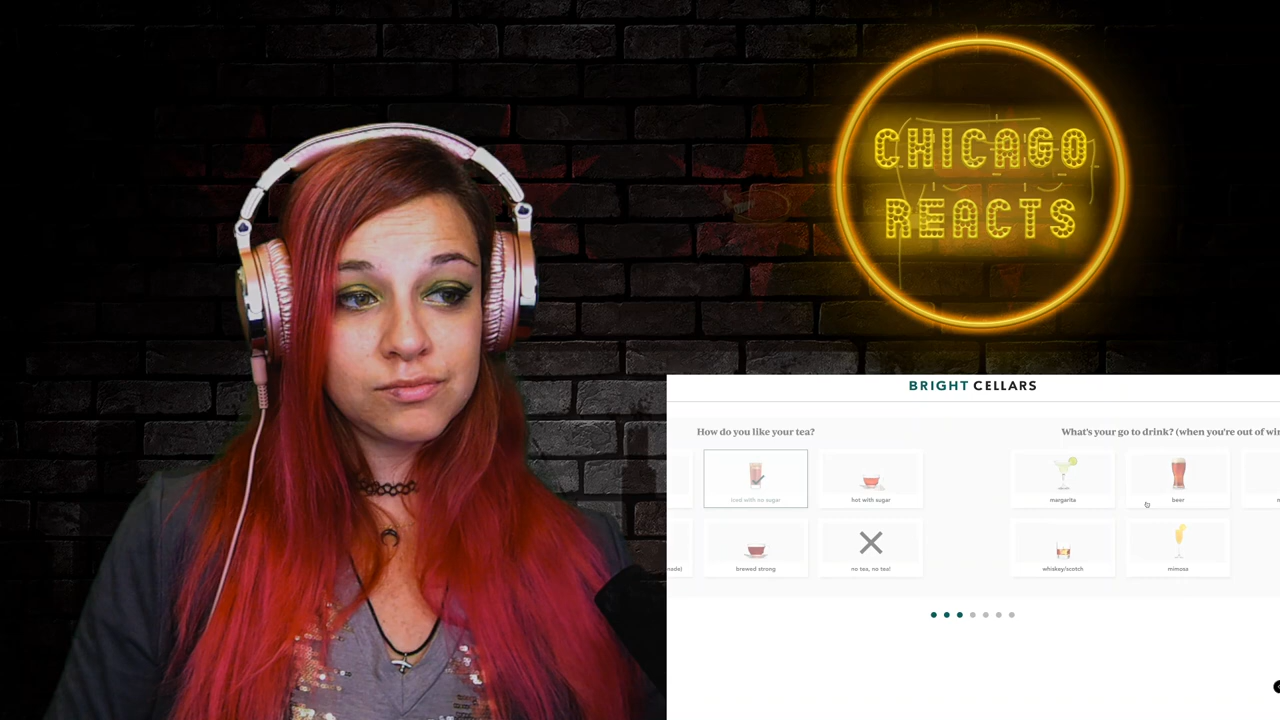 CHICAGO
REACTS
BRIGHT CELLARS
How do you like your tea?
What's your go to drink? (when you're out of
iced with no sugar
hot with sugar
margarita
beer
brewed strong
no tea, no tea!
whiskey/scotch
mimosa